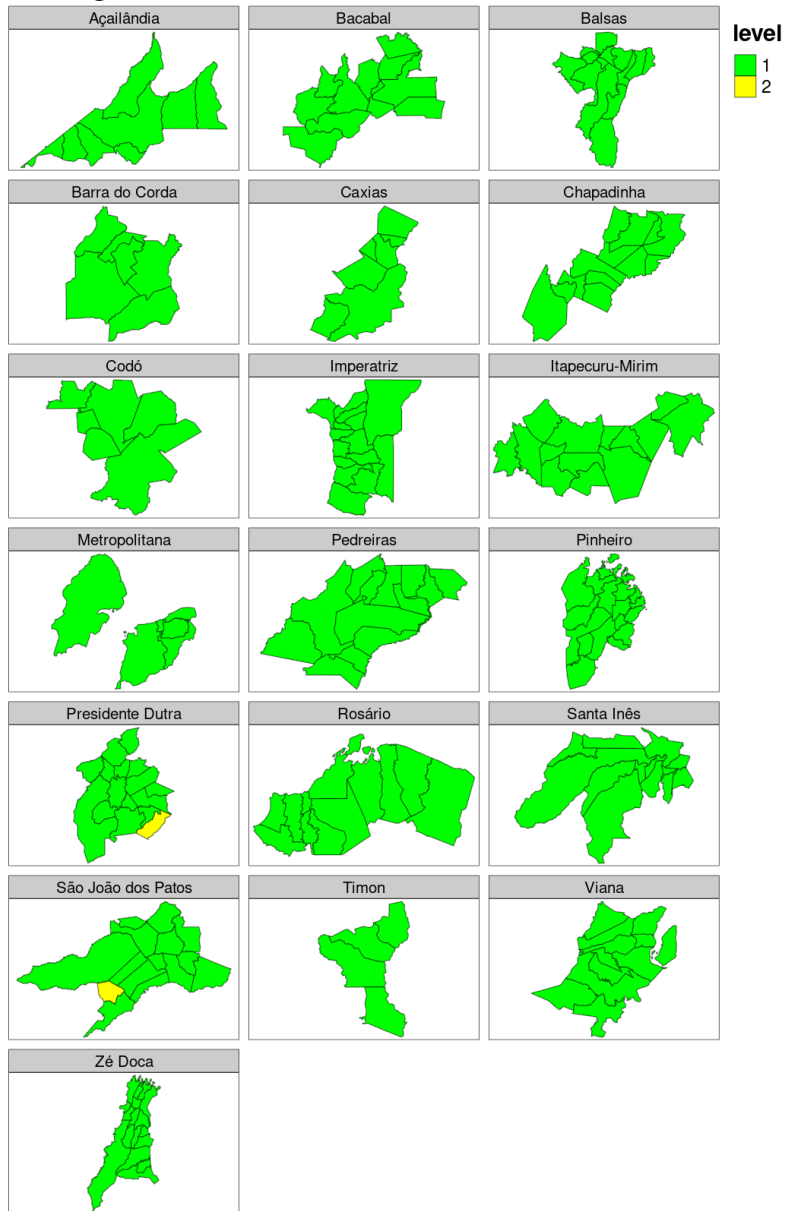 Açailândia
Bacabal
Balsas
level
1
2
Barra do Corda
Caxias
Chapadinha
Codó
Imperatriz
Itapecuru-Mirim
Metropolitana
Pedreiras
Pinheiro
Presidente Dutra
Rosário
Santa Inês
São João dos Patos
Timon
Viana
Zé Doca